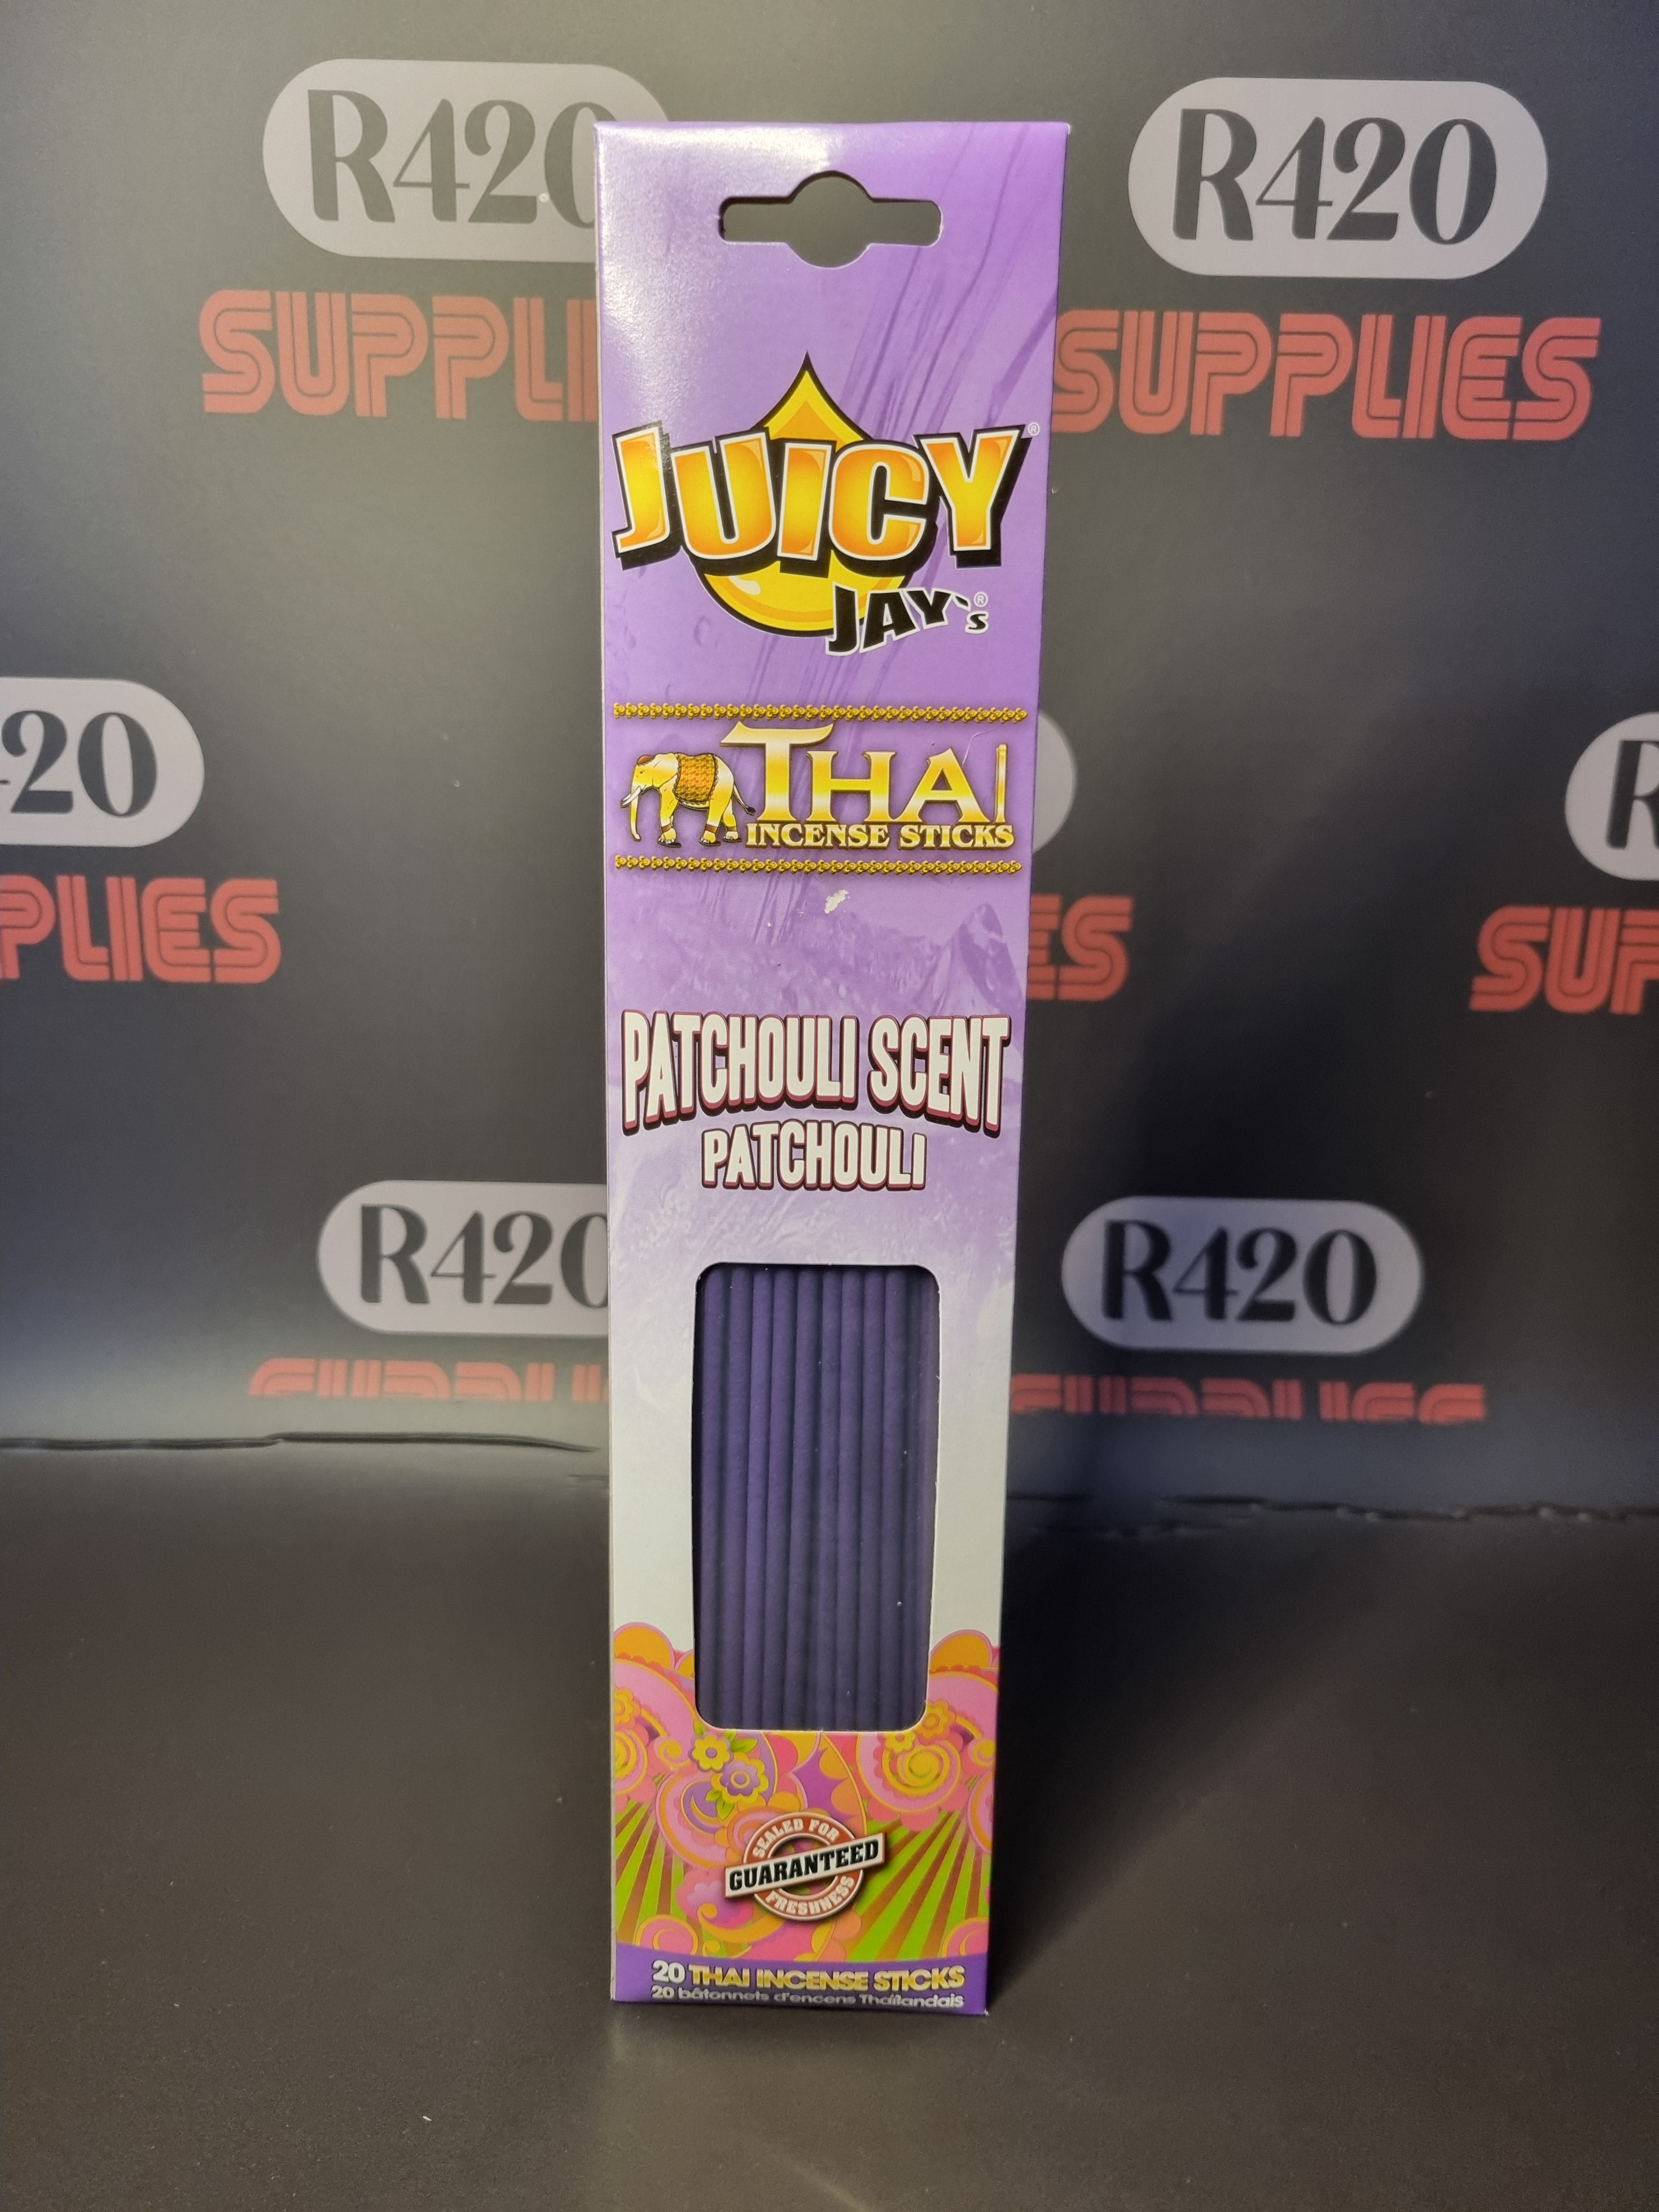 R420
SUPPLIES
JUICY®
JAY's®
THAI
INCENSE STICKS
PATCHOULI SCENT
PATCHOULI
R420
SUPPLIES
R420
SUPPLIES
SEALED FOR
GUARANTEED
FRESHNESS
20 THAI INCENSE STICKS
20 bâtonnets d'encens Thaïlandais